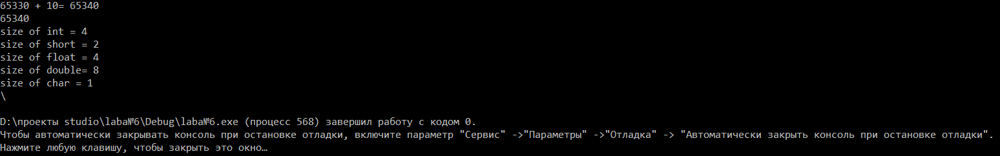 65330 + 10= 65340
65340
size of int = 4
size of short = 2
size of float = 4
size of double= 8
size of char = 1
\
D:\проекты studio\laba№6\Debug\laba№6.exe (процесс 568) завершил работу с кодом 0.
Чтобы автоматически закрывать консоль при остановке отладки, включите параметр "Сервис" ->"Параметры" ->"Отладка" -> "Автоматически закрыть консоль при остановке отладки".
Нажмите любую клавишу, чтобы закрыть это окно…